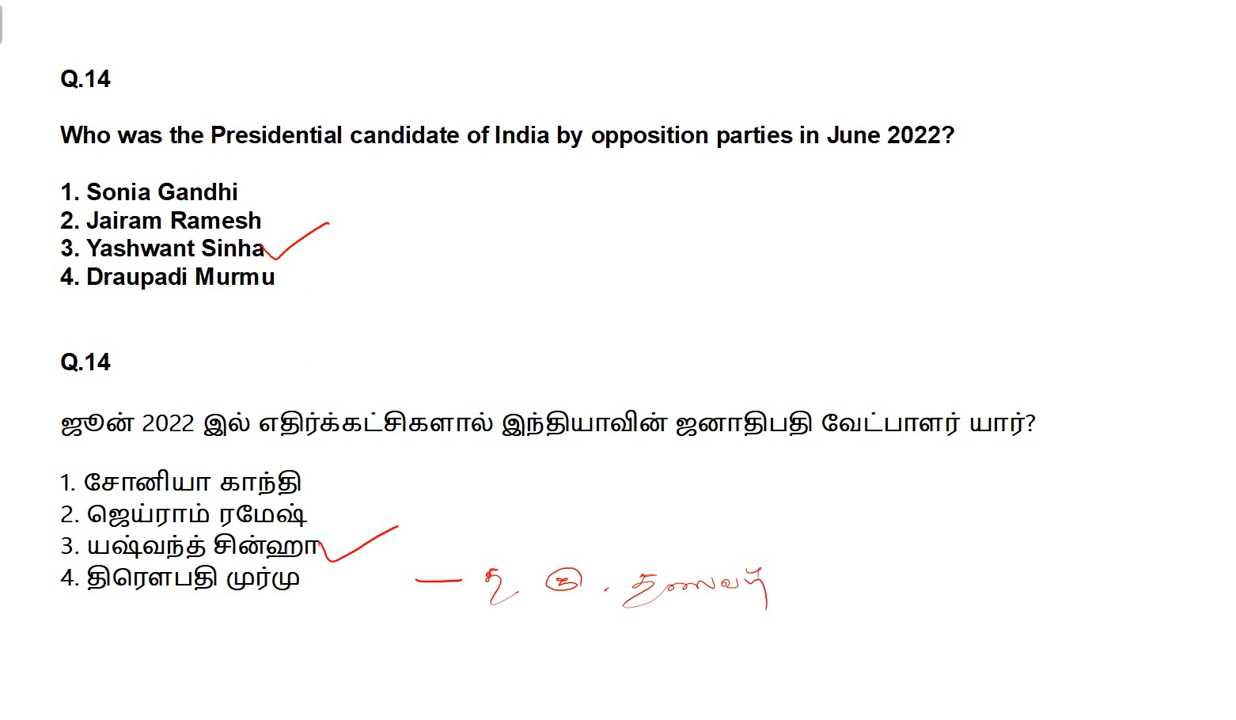 Q.14
Who was the Presidential candidate of India by opposition parties in June 2022?
1. Sonia Gandhi
2. Jairam Ramesh
3. Yashwant Sinha
4. Draupadi Murmu
Q.14
ஜூன் 2022 இல் எதிர்க்கட்சிகளால் இந்தியாவின் ஜனாதிபதி வேட்பாளர் யார்?
1. சோனியா காந்தி
2. ஜெய்ராம் ரமேஷ்
3. யஷ்வந்த் சின்ஹா
4. திரௌபதி முர்மு